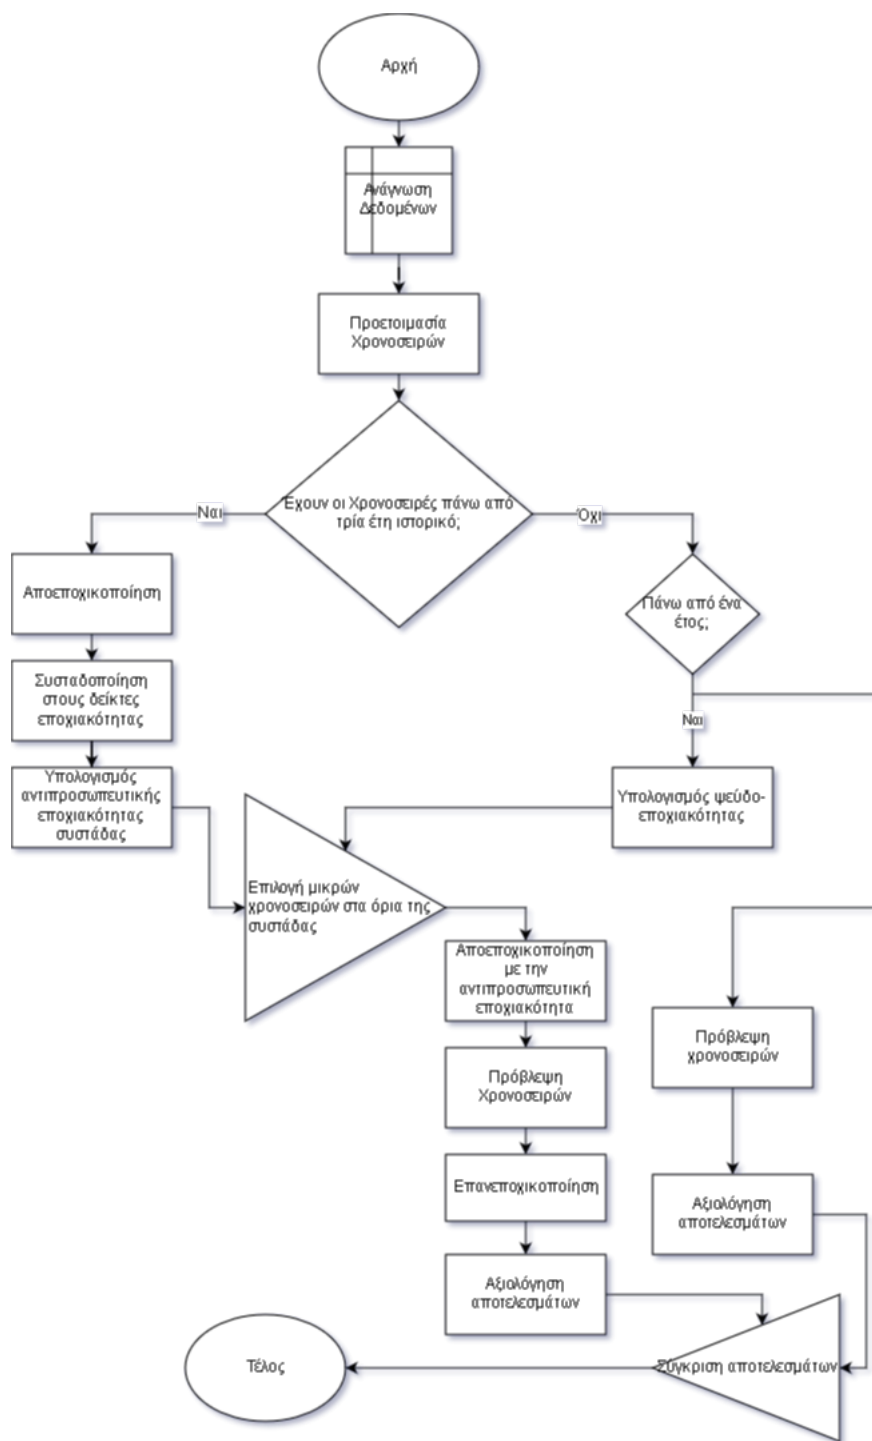 Αρχή
Ανάγνωση
Δεδομένων
Προετοιμασία
Χρονοσειρών
Έχουν οι Χρονοσειρές πάνω από
τρία έτη ιστορικό;
Ναι
Όχι
Αποεποχικοποίηση
Πάνω από ένα
έτος;
Συσταδοποίηση
στους δείκτες
εποχιακότητας
Ναι
Υπολογισμός
αντιπροσωπευτικής
εποχιακότητας
συστάδας
Υπολογισμός ψεύδο-
εποχιακότητας
Επιλογή μικρών
χρονοσειρών στα όρια της
συστάδας
Αποεποχικοποίηση
με την
αντιπροσωπευτική
εποχιακότητα
Πρόβλεψη
χρονοσειρών
Πρόβλεψη
Χρονοσειρών
Επανεποχικοποίηση
Αξιολόγηση
αποτελεσμάτων
Αξιολόγηση
αποτελεσμάτων
Σύγκριση αποτελεσμάτων
Τέλος